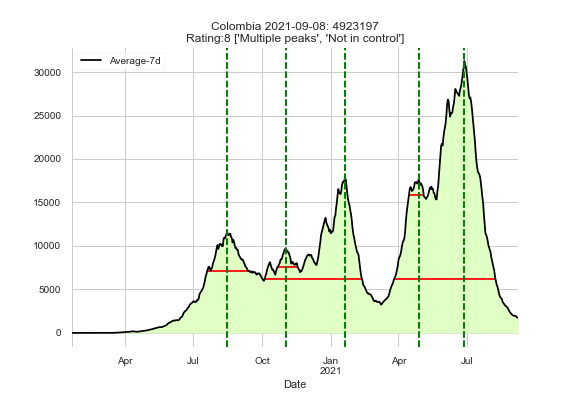 Colombia 2021-09-08: 4923197
Rating:8 ['Multiple peaks', 'Not in control']
Average-7d
30000
25000
20000
15000
10000
5000
0
Apr
Jul
Oct
Jan
2021
Apr
Jul
Date